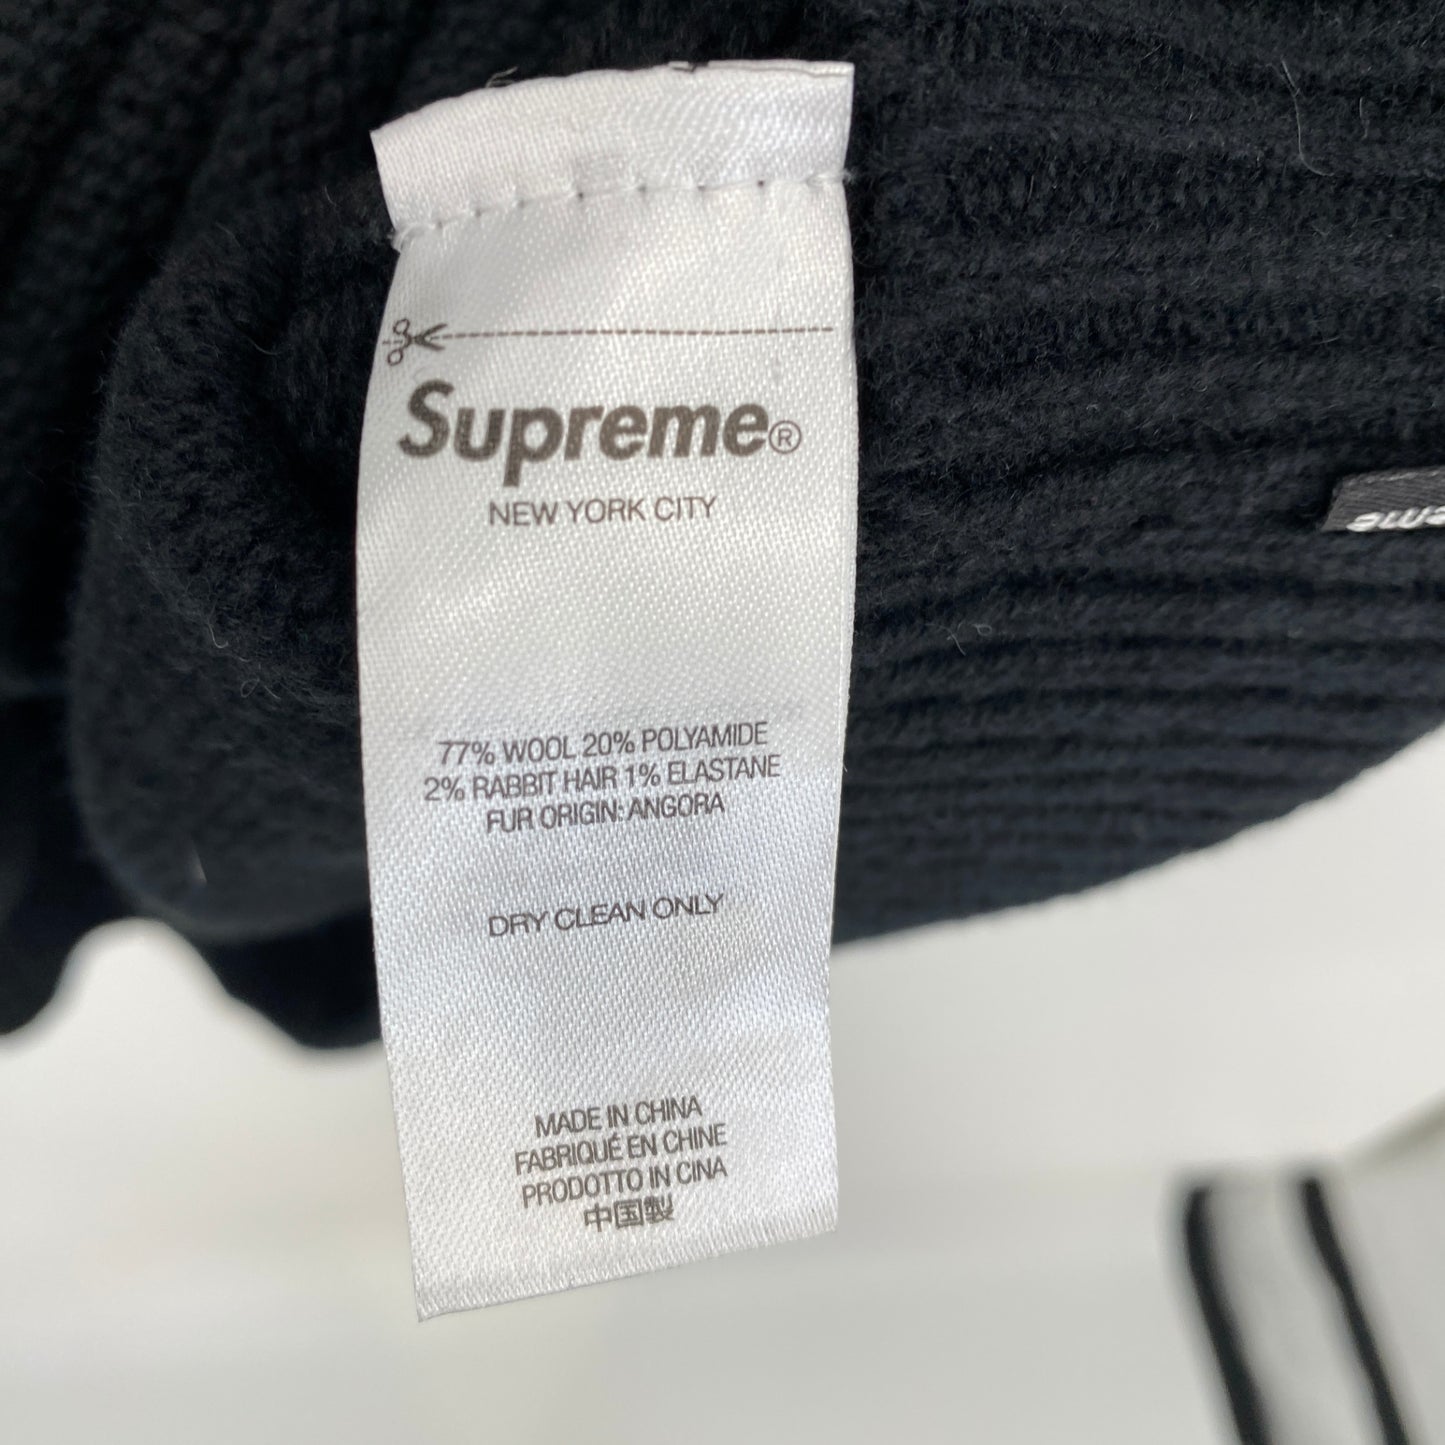 Supreme®
NEW YORK CITY
77% WOOL 20% POLYAMIDE
2% RABBIT HAIR 1% ELASTANE
FUR ORIGIN: ANGORA
DRY CLEAN ONLY
MADE IN CHINA
FABRIQUÉ EN CHINE
PRODOTTO IN CINA
中国製